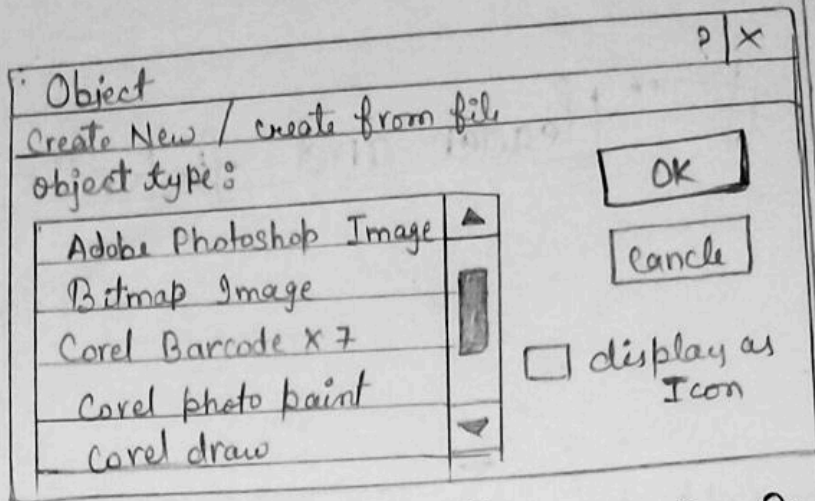 ? X
Object
Create New / create from fil
object type:
Adobe Photoshop Image
Bitmap Image
Corel Barcode X7
Corel photo paint
Corel draw
OK
Cancle
display as
Icon